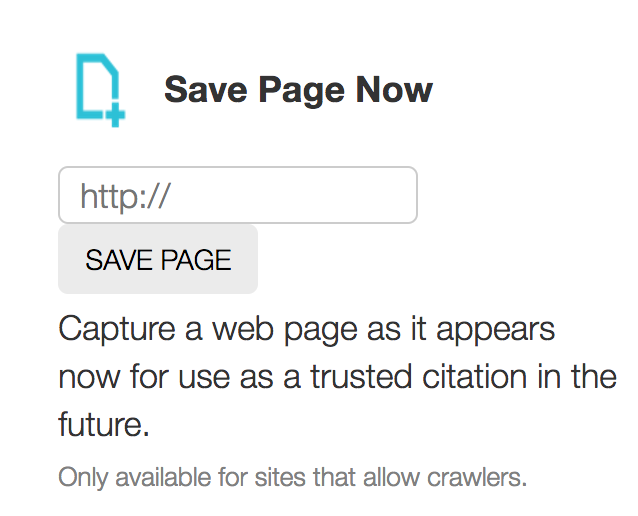 Save Page Now
http://
SAVE PAGE
Capture a web page as it appears
now for use as a trusted citation in the
future.
Only available for sites that allow crawlers.